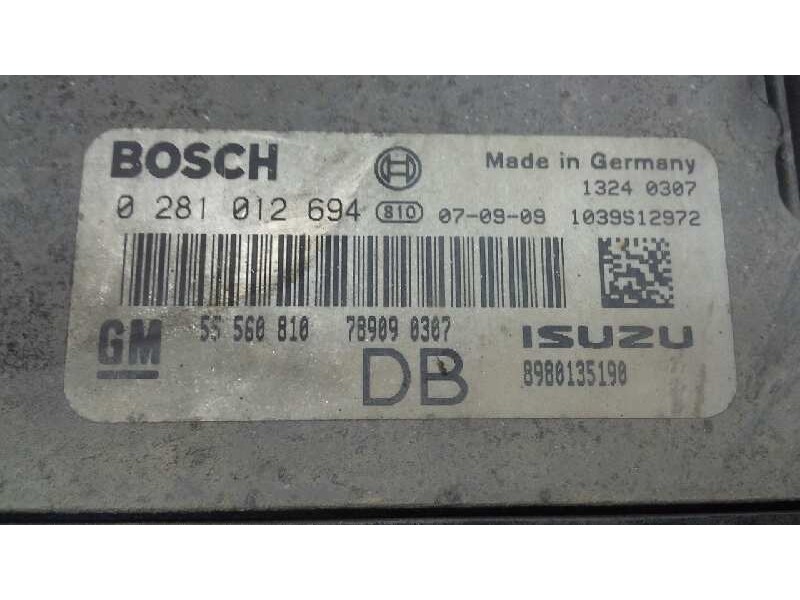 BOSCH Made in Germany
1324 0307
0 281 012 694 810 07-09-09 1039S12972
GM 55 560 810 78909 0307 ISUZU
DB 8980135190